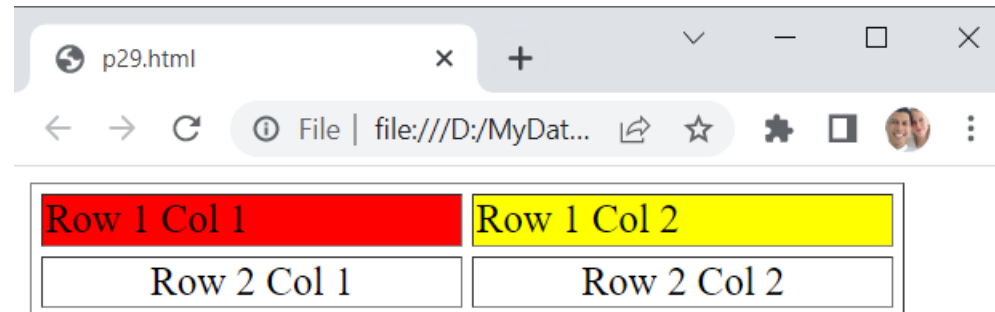 p29.html
File | file:///D:/MyDat...
Row 1 Col 1 Row 1 Col 2
Row 2 Col 1 Row 2 Col 2